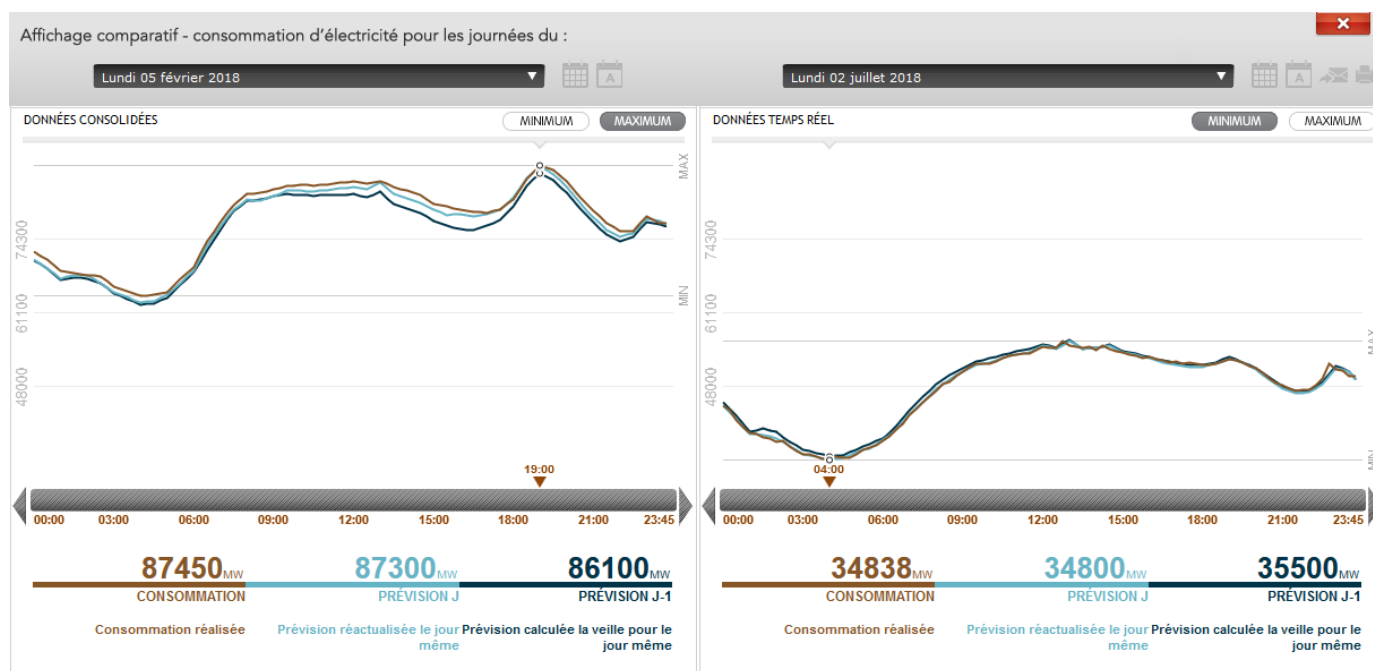 Affichage comparatif - consommation d'électricité pour les journées du :
Lundi 05 février 2018
A
Lundi 02 juillet 2018
A
DONNÉES CONSOLIDÉES
MINIMUM
MAXIMUM
MAX
74300
MIN
61100
48000
19:00
00:00 03:00 06:00 09:00 12:00 15:00 18:00 21:00 23:45
87450MW
CONSOMMATION
87300MW
PRÉVISION J
86100MW
PRÉVISION J-1
Consommation réalisée
Prévision réactualisée le jour
même
Prévision calculée la veille pour le
jour même
DONNÉES TEMPS RÉEL
MINIMUM
MAXIMUM
74300
61100
MAX
48000
MIN
04:00
00:00 03:00 06:00 09:00 12:00 15:00 18:00 21:00 23:45
34838MW
CONSOMMATION
34800MW
PRÉVISION J
35500MW
PRÉVISION J-1
Consommation réalisée
Prévision réactualisée le jour
même
Prévision calculée la veille pour le
jour même